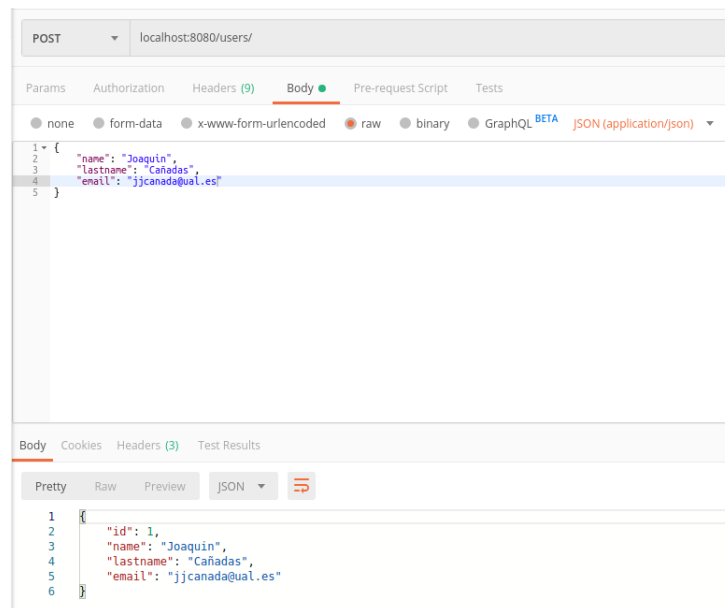 POST localhost:8080/users/
Params Authorization Headers (9) Body Pre-request Script Tests
none form-data x-www-form-urlencoded raw binary GraphQL BETA JSON (application/json)
1 {
2 "name": "Joaquin",
3 "lastname": "Cañadas",
4 "email": "jjcanada@ual.es"
5 }
Body Cookies Headers (3) Test Results
Pretty Raw Preview JSON
1 {
2 "id": 1,
3 "name": "Joaquin",
4 "lastname": "Cañadas",
5 "email": "jjcanada@ual.es"
6 }